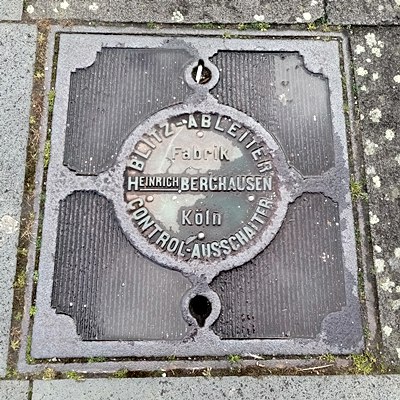 BLITZ-ABLEITER
Fabrik
HEINRICH BERGHAUSEN
Köln
CONTROL-AUSSCHALTER